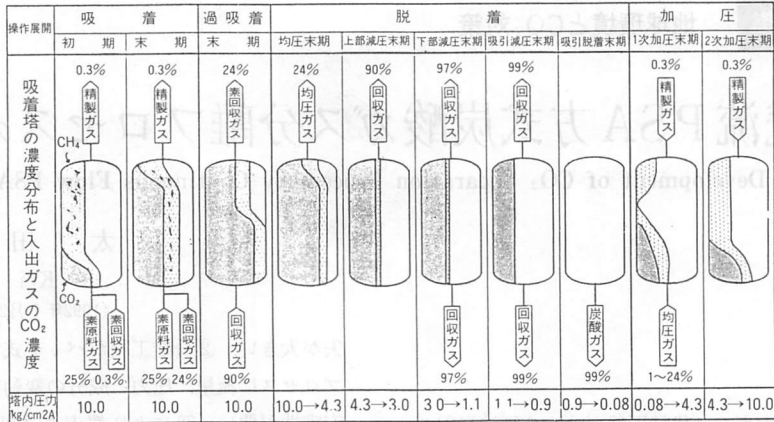 操作展開
吸着
過吸着
脱着
加圧
初期
末期
末期
均圧末期
上部減圧末期
下部減圧末期
吸引減圧末期
吸引脱着末期
1次加圧末期
2次加圧末期
吸着塔の濃度分布と入出ガスのCO₂濃度
0.3%
0.3%
24%
24%
90%
97%
99%
0.3%
0.3%
精製ガス
精製ガス
素回収ガス
均圧ガス
回収ガス
回収ガス
回収ガス
精製ガス
精製ガス
CH₄
CO₂
素原料ガス
素回収ガス
素原料ガス
素回収ガス
回収ガス
回収ガス
回収ガス
炭酸ガス
均圧ガス
25%
0.3%
25%
24%
90%
97%
99%
99%
1～24%
塔内圧力
kg/cm2A
10.0
10.0
10.0
10.0→4.3
4.3→3.0
3 0→1.1
1 1→0.9
0.9→0.08
0.08→4.3
4.3→10.0